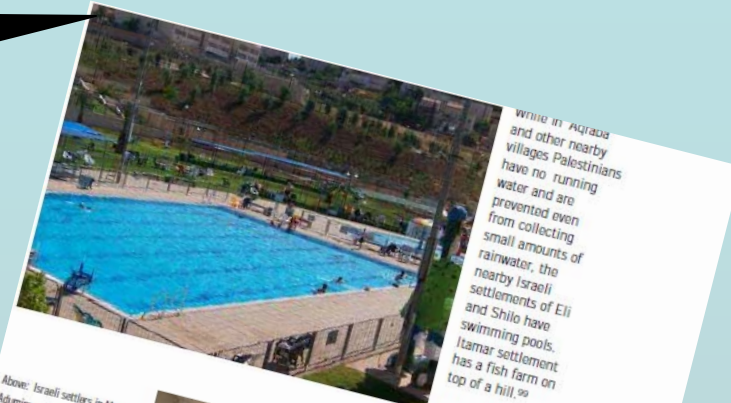 While in 'Aqraba
and other nearby
villages Palestinians
have no running
water and are
prevented even
from collecting
small amounts of
rainwater, the
nearby Israeli
settlements of Eli
and Shilo have
swimming pools.
Itamar settlement
has a fish farm on
top of a hill.⁹⁹
Above: Israeli settlers in